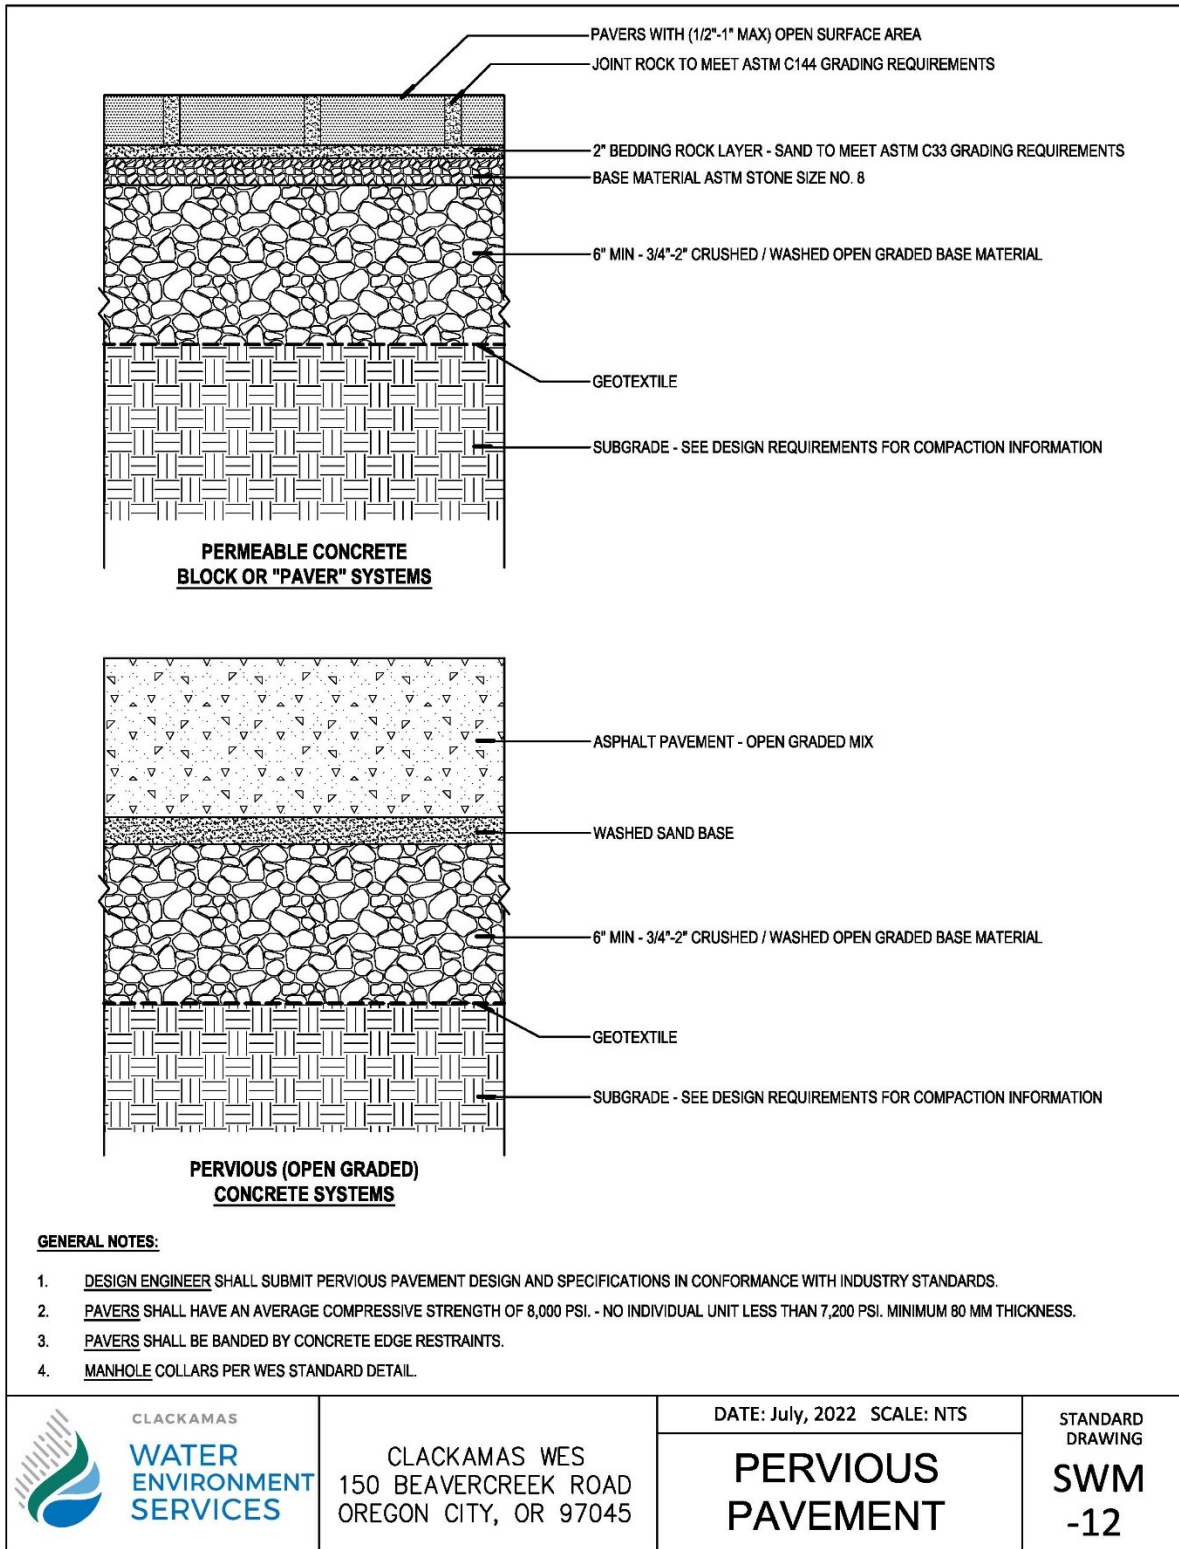 PAVERS WITH (1/2"-1" MAX) OPEN SURFACE AREA
JOINT ROCK TO MEET ASTM C144 GRADING REQUIREMENTS
2" BEDDING ROCK LAYER - SAND TO MEET ASTM C33 GRADING REQUIREMENTS
BASE MATERIAL ASTM STONE SIZE NO. 8
6" MIN - 3/4"-2" CRUSHED / WASHED OPEN GRADED BASE MATERIAL
GEOTEXTILE
SUBGRADE - SEE DESIGN REQUIREMENTS FOR COMPACTION INFORMATION
PERMEABLE CONCRETE
BLOCK OR "PAVER" SYSTEMS
ASPHALT PAVEMENT - OPEN GRADED MIX
WASHED SAND BASE
6" MIN - 3/4"-2" CRUSHED / WASHED OPEN GRADED BASE MATERIAL
GEOTEXTILE
SUBGRADE - SEE DESIGN REQUIREMENTS FOR COMPACTION INFORMATION
PERVIOUS (OPEN GRADED)
CONCRETE SYSTEMS
GENERAL NOTES:
1. DESIGN ENGINEER SHALL SUBMIT PERVIOUS PAVEMENT DESIGN AND SPECIFICATIONS IN CONFORMANCE WITH INDUSTRY STANDARDS.
2. PAVERS SHALL HAVE AN AVERAGE COMPRESSIVE STRENGTH OF 8,000 PSI. - NO INDIVIDUAL UNIT LESS THAN 7,200 PSI. MINIMUM 80 MM THICKNESS.
3. PAVERS SHALL BE BANDED BY CONCRETE EDGE RESTRAINTS.
4. MANHOLE COLLARS PER WES STANDARD DETAIL.
CLACKAMAS
WATER
ENVIRONMENT
SERVICES
CLACKAMAS WES
150 BEAVERCREEK ROAD
OREGON CITY, OR 97045
DATE: July, 2022 SCALE: NTS
PERVIOUS
PAVEMENT
STANDARD
DRAWING
SWM
-12